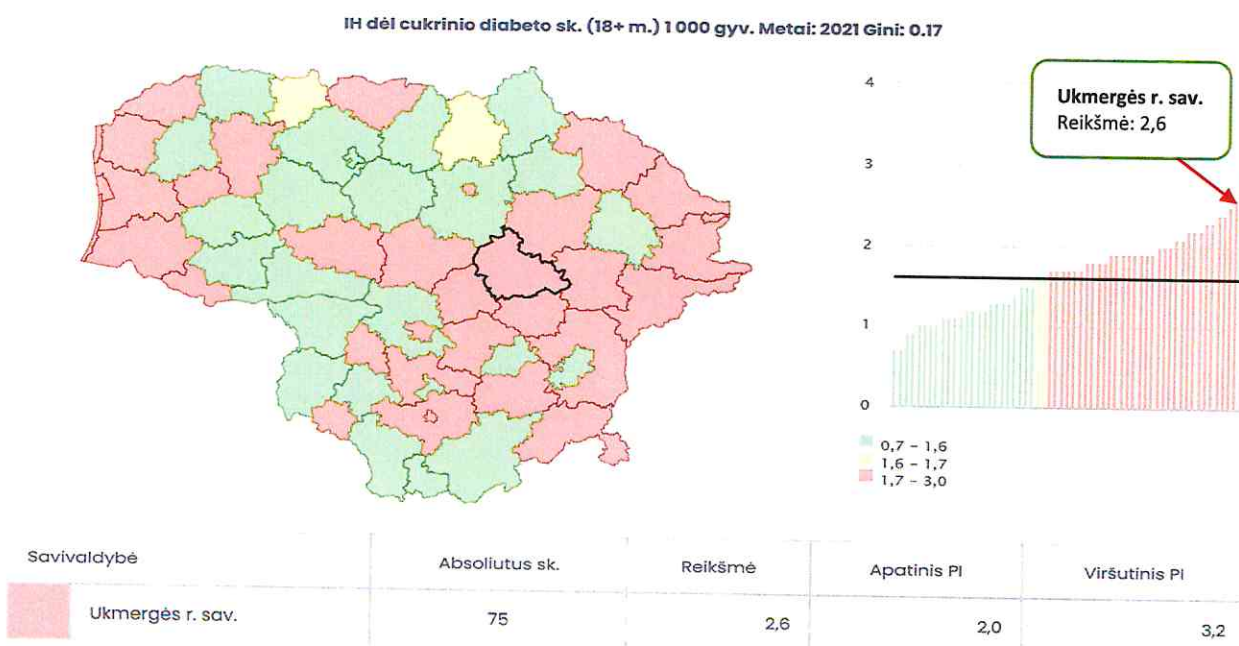 IH dėl cukrinio diabeto sk. (18+ m.) 1 000 gyv. Metai: 2021 Gini: 0.17
4
3
2
1
0
Ukmergės r. sav.
Reikšmė: 2,6
0,7 – 1,6
1,6 – 1,7
1,7 – 3,0
Savivaldybė Absoliutus sk. Reikšmė Apatinis PI Viršutinis PI
Ukmergės r. sav. 75 2,6 2,0 3,2